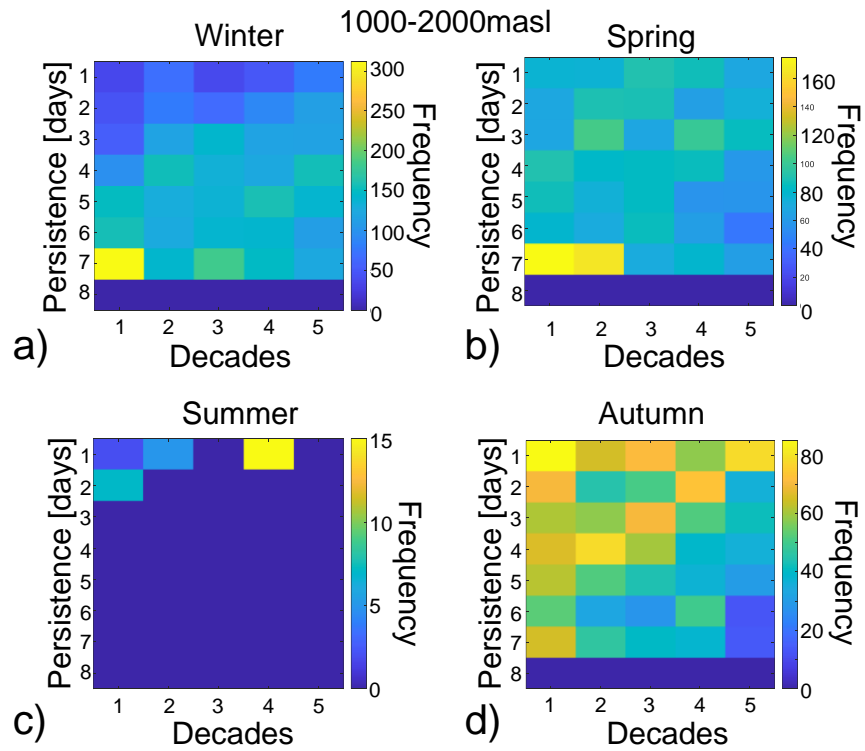 1000-2000masl
Winter
Persistence [days]
1
2
3
4
5
6
7
8
1 2 3 4 5
Decades
300
250
200
150
100
50
0
Frequency
a)
Spring
Persistence [days]
1
2
3
4
5
6
7
8
1 2 3 4 5
Decades
160
140
120
100
80
60
40
20
0
Frequency
b)
Summer
Persistence [days]
1
2
3
4
5
6
7
8
1 2 3 4 5
Decades
15
10
5
0
Frequency
c)
Autumn
Persistence [days]
1
2
3
4
5
6
7
8
1 2 3 4 5
Decades
80
60
40
20
0
Frequency
d)